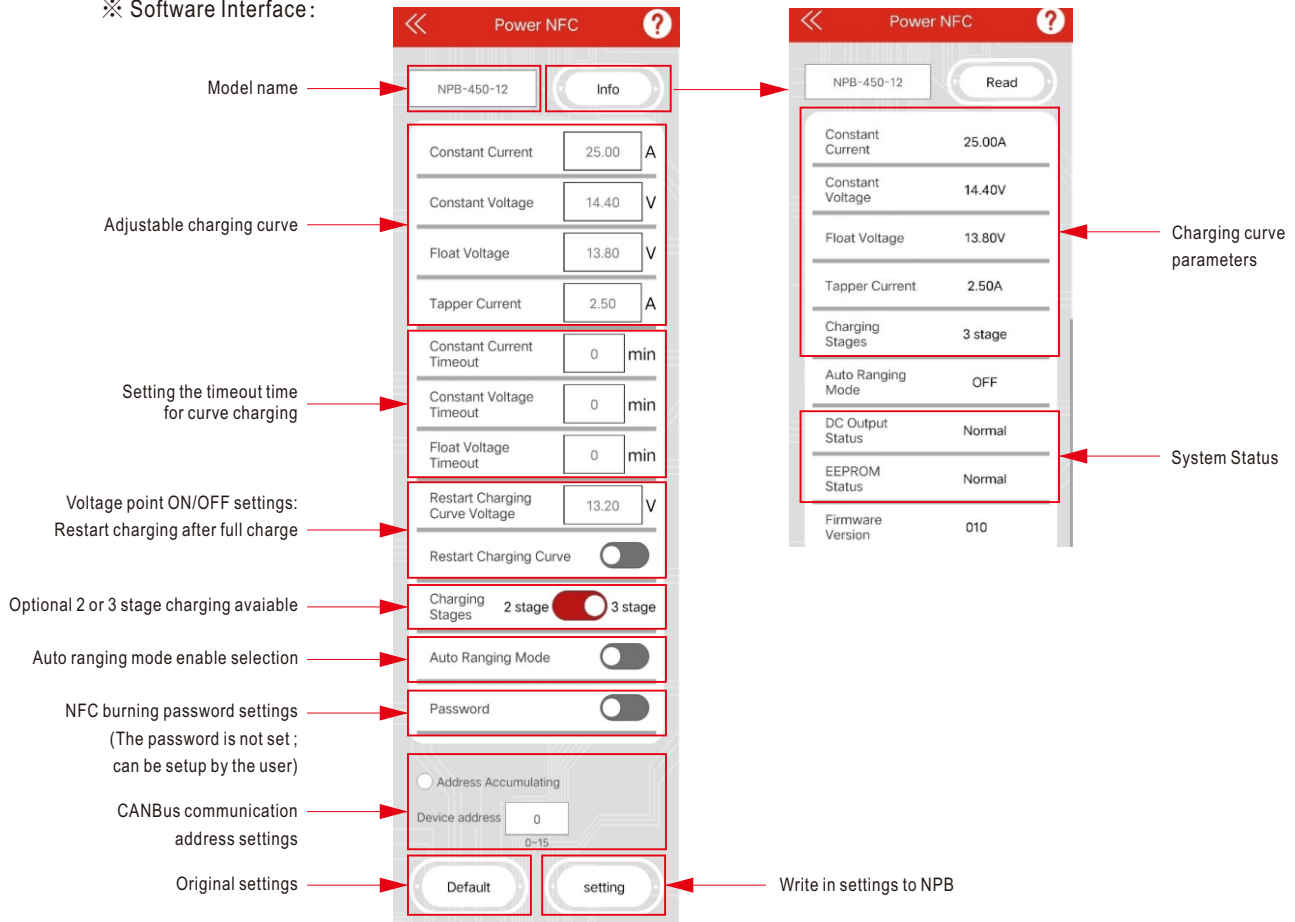 ※ Software Interface:
Power NFC
?
Model name
NPB-450-12
Info
Adjustable charging curve
Constant Current 25.00 A
Constant Voltage 14.40 V
Float Voltage 13.80 V
Tapper Current 2.50 A
Setting the timeout time
for curve charging
Constant Current
Timeout
0 min
Constant Voltage
Timeout
0 min
Float Voltage
Timeout
0 min
Voltage point ON/OFF settings:
Restart charging after full charge
Restart Charging
Curve Voltage
13.20 V
Restart Charging Curve
Optional 2 or 3 stage charging avaiable
Charging
Stages
2 stage 3 stage
Auto ranging mode enable selection
Auto Ranging Mode
NFC burning password settings
(The password is not set ;
can be setup by the user)
Password
CANBus communication
address settings
Address Accumulating
Device address 0
0~15
Original settings
Default
setting
Write in settings to NPB
Power NFC
?
NPB-450-12
Read
Constant
Current
25.00A
Constant
Voltage
14.40V
Float Voltage 13.80V
Tapper Current 2.50A
Charging
Stages
3 stage
Charging curve
parameters
Auto Ranging
Mode
OFF
DC Output
Status
Normal
EEPROM
Status
Normal
System Status
Firmware
Version
010